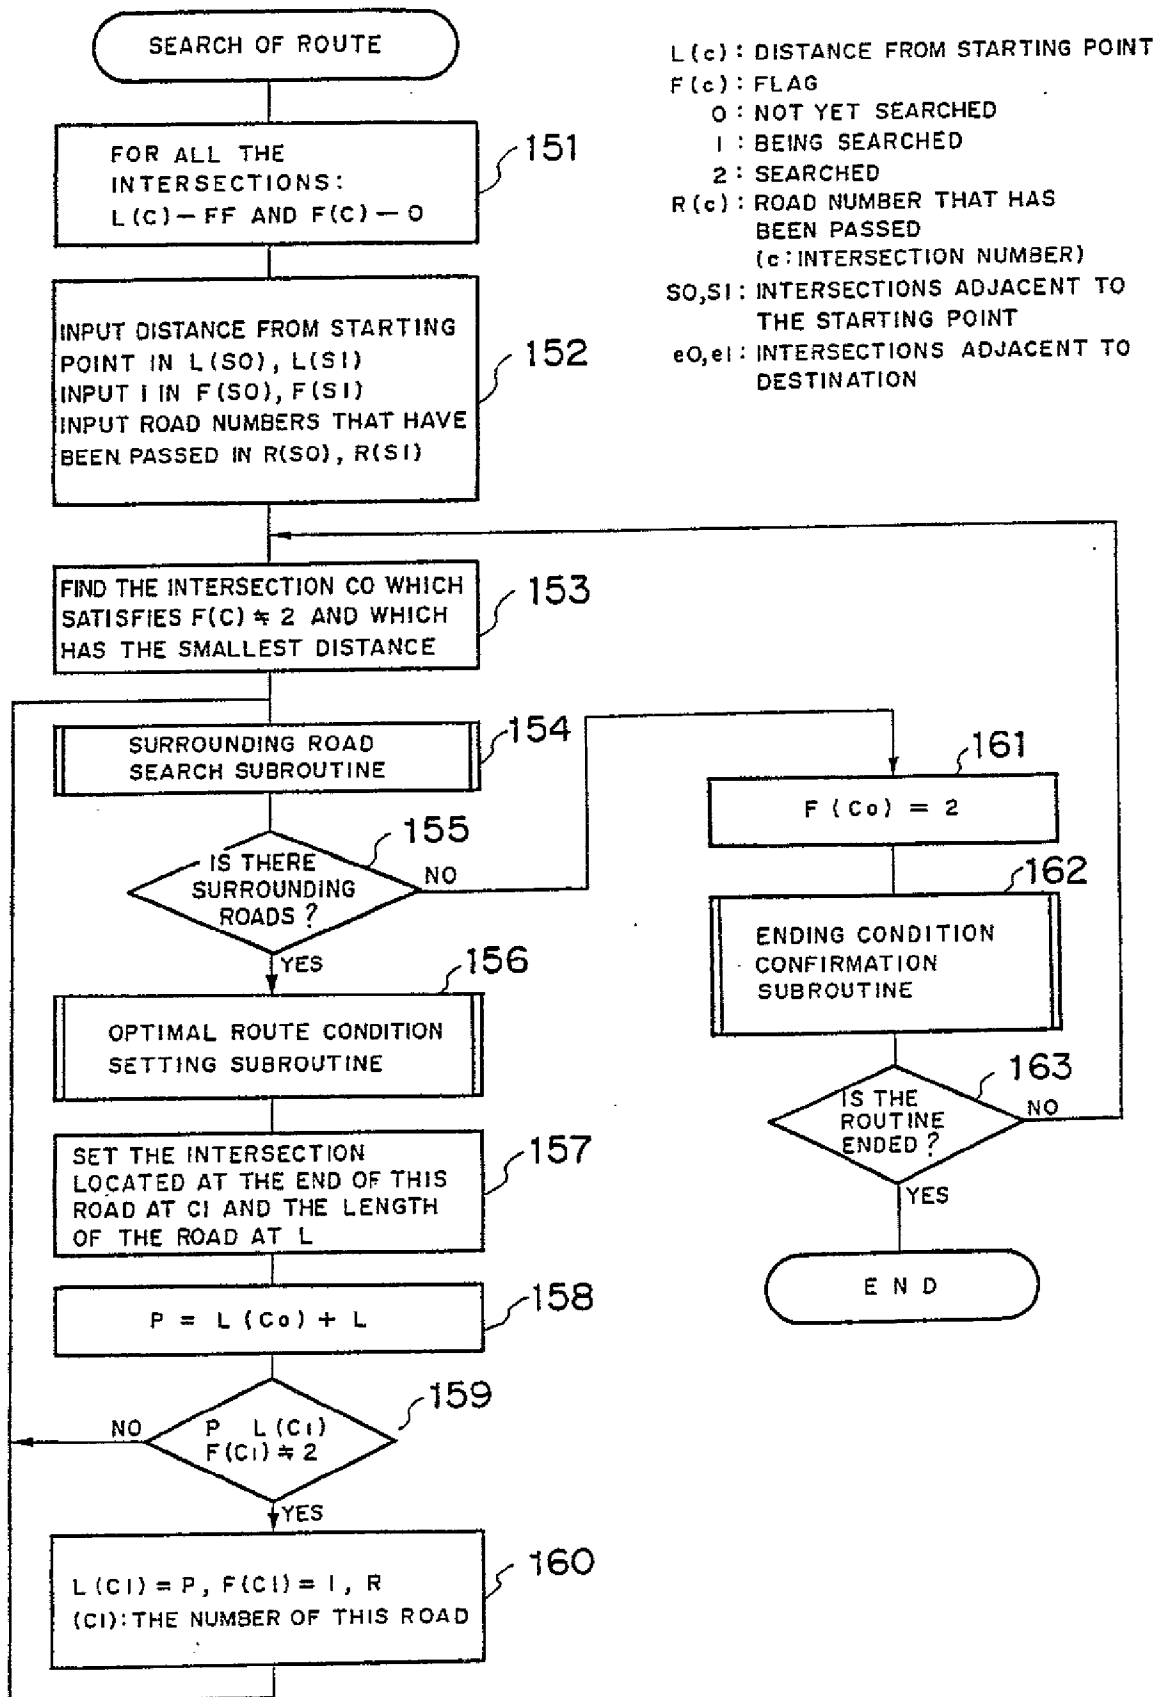 SEARCH OF ROUTE
L(c): DISTANCE FROM STARTING POINT
F(c): FLAG
0: NOT YET SEARCHED
1: BEING SEARCHED
2: SEARCHED
R(c): ROAD NUMBER THAT HAS
BEEN PASSED
(c: INTERSECTION NUMBER)
S0,S1: INTERSECTIONS ADJACENT TO
THE STARTING POINT
e0,e1: INTERSECTIONS ADJACENT TO
DESTINATION
151
FOR ALL THE
INTERSECTIONS:
L(C)—FF AND F(C)—0
152
INPUT DISTANCE FROM STARTING
POINT IN L(S0), L(S1)
INPUT 1 IN F(S0), F(S1)
INPUT ROAD NUMBERS THAT HAVE
BEEN PASSED IN R(S0), R(S1)
153
FIND THE INTERSECTION C0 WHICH
SATISFIES F(C) ≒ 2 AND WHICH
HAS THE SMALLEST DISTANCE
154
SURROUNDING ROAD
SEARCH SUBROUTINE
155
IS THERE
SURROUNDING
ROADS?
NO
YES
156
OPTIMAL ROUTE CONDITION
SETTING SUBROUTINE
157
SET THE INTERSECTION
LOCATED AT THE END OF THIS
ROAD AT C1 AND THE LENGTH
OF THE ROAD AT L
158
P = L(C0) + L
159
P L(C1)
F(C1) ≒ 2
NO
YES
160
L(C1) = P, F(C1) = 1, R
(C1): THE NUMBER OF THIS ROAD
161
F(C0) = 2
162
ENDING CONDITION
CONFIRMATION
SUBROUTINE
163
IS THE
ROUTINE
ENDED?
NO
YES
END